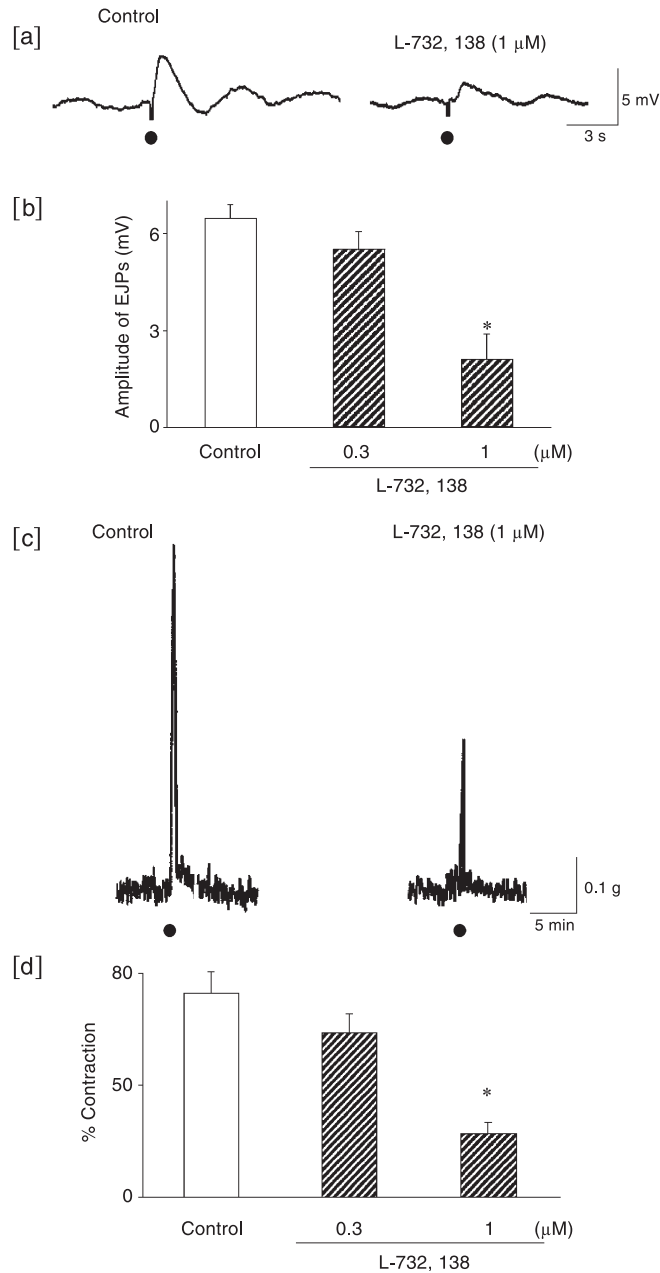 [a]
Control
L-732, 138 (1 μM)
5 mV
3 s
[b]
Amplitude of EJPs (mV)
6
3
0
*
Control
0.3
1
(μM)
L-732, 138
[c]
Control
L-732, 138 (1 μM)
0.1 g
5 min
[d]
% Contraction
80
50
0
*
Control
0.3
1
(μM)
L-732, 138